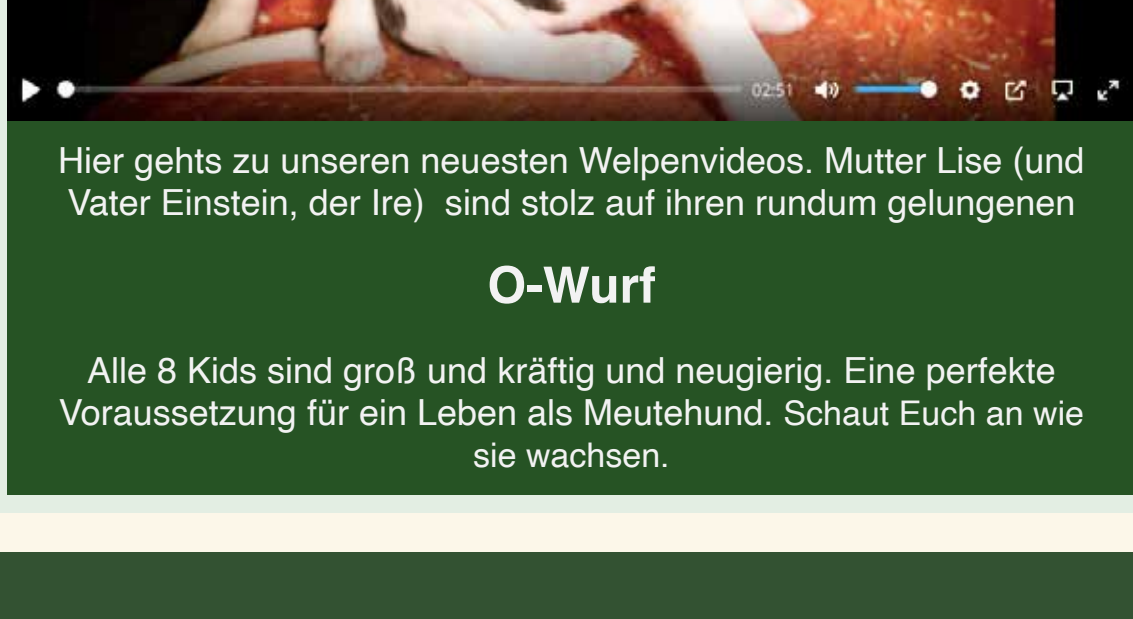 02:51
Hier gehts zu unseren neuesten Welpenvideos. Mutter Lise (und
Vater Einstein, der Ire)  sind stolz auf ihren rundum gelungenen
O-Wurf
Alle 8 Kids sind groß und kräftig und neugierig. Eine perfekte
Voraussetzung für ein Leben als Meutehund. Schaut Euch an wie
sie wachsen.